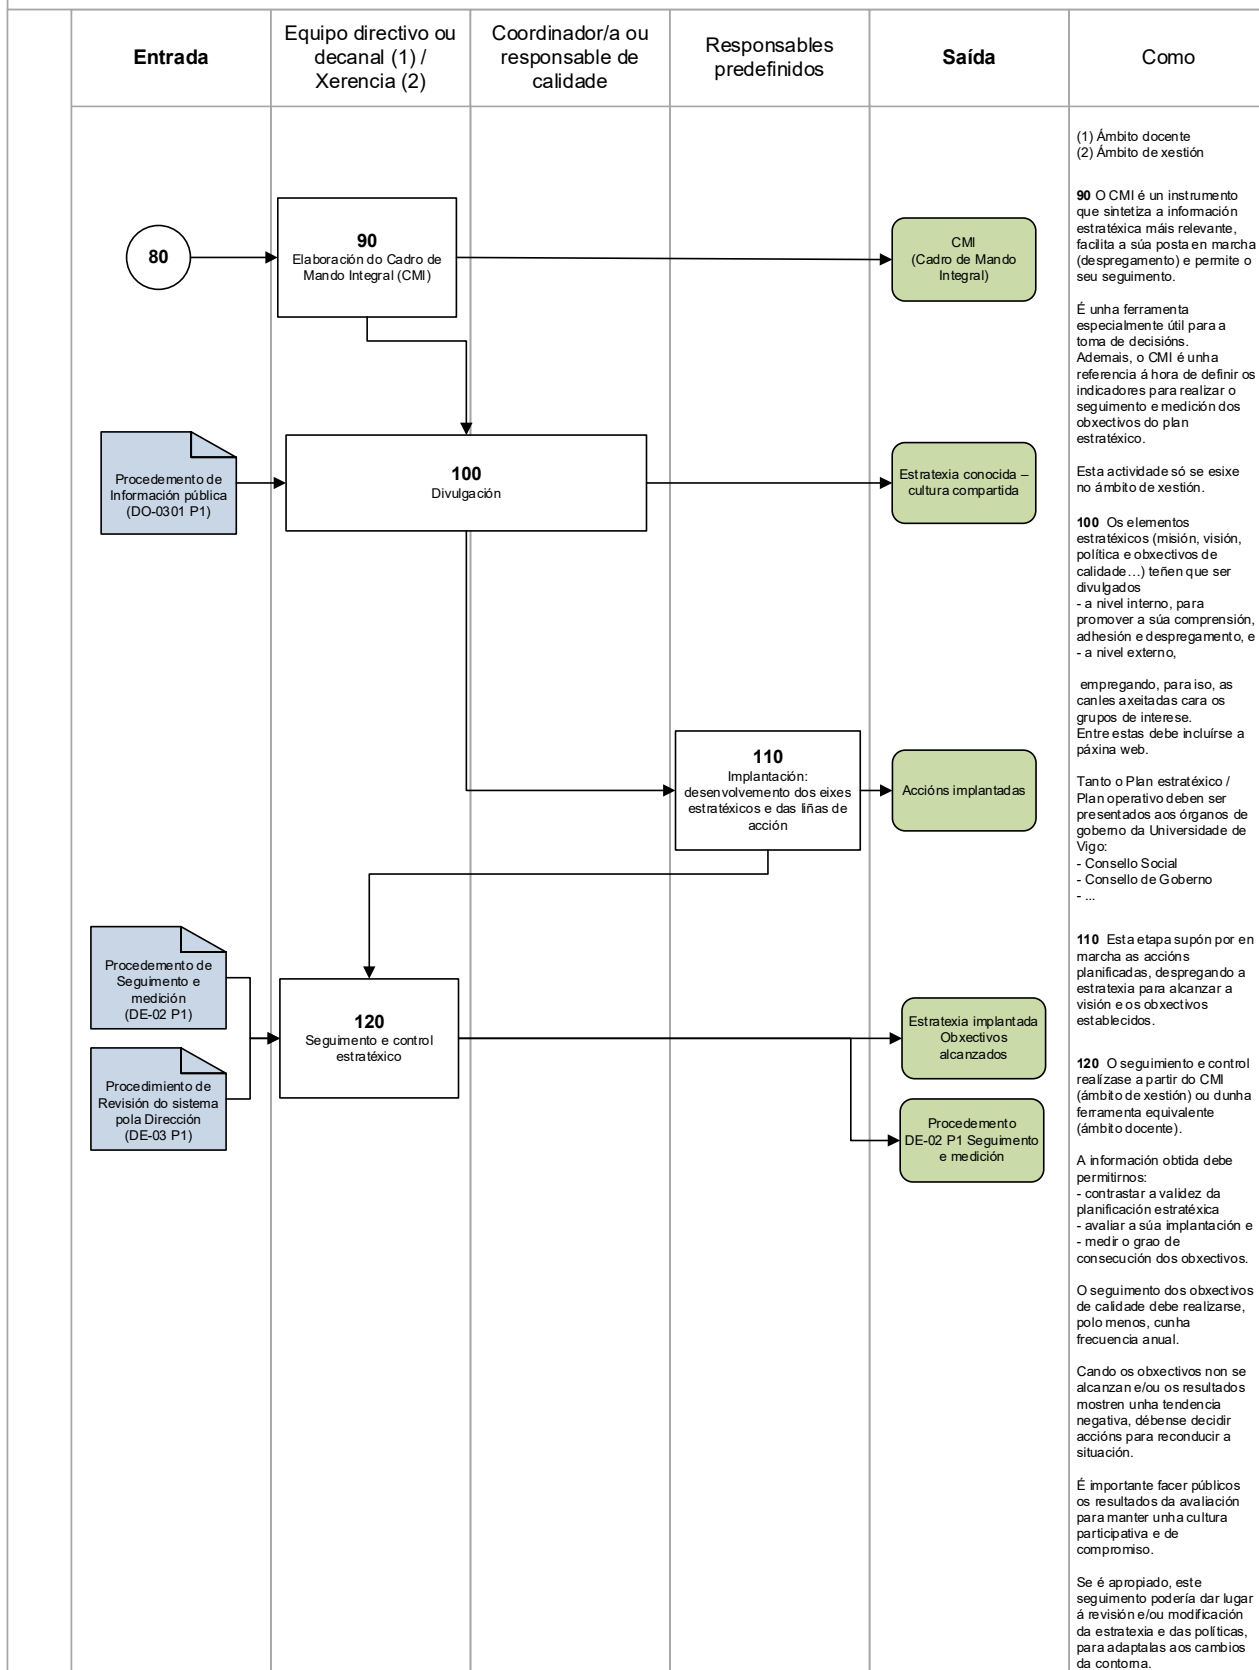 Entrada
Equipo directivo ou
decanal (1) /
Xerencia (2)
Coordinador/a ou
responsable de
calidade
Responsables
predefinidos
Saída
Como
80
90
Elaboración do Cadro de
Mando Integral (CMI)
CMI
(Cadro de Mando
Integral)
Procedemento de
Información pública
(DO-0301 P1)
100
Divulgación
Estratexia conocida –
cultura compartida
110
Implantación:
desenvolvemento dos eixes
estratéxicos e das liñas de
acción
Accións implantadas
Procedemento de
Seguimento e
medición
(DE-02 P1)
Procedimiento de
Revisión do sistema
pola Dirección
(DE-03 P1)
120
Seguimento e control
estratéxico
Estratexia implantada
Obxectivos
alcanzados
Procedemento
DE-02 P1 Seguimento
e medición
(1) Ámbito docente
(2) Ámbito de xestión
90 O CMI é un instrumento
que sintetiza a información
estratéxica máis relevante,
facilita a súa posta en marcha
(despregamento) e permite o
seu seguimento.
É unha ferramenta
especialmente útil para a
toma de decisións.
Ademais, o CMI é unha
referencia á hora de definir os
indicadores para realizar o
seguimento e medición dos
obxectivos do plan
estratéxico.
Esta actividade só se esixe
no ámbito de xestión.
100 Os elementos
estratéxicos (misión, visión,
política e obxectivos de
calidade...) teñen que ser
divulgados
- a nivel interno, para
promover a súa comprensión,
adhesión e despregamento, e
- a nivel externo,
empregando, para iso, as
canles axeitadas cara os
grupos de interese.
Entre estas debe incluírse a
páxina web.
Tanto o Plan estratéxico /
Plan operativo deben ser
presentados aos órganos de
goberno da Universidade de
Vigo:
- Consello Social
- Consello de Goberno
- ...
110 Esta etapa supón por en
marcha as accións
planificadas, despregando a
estratexia para alcanzar a
visión e os obxectivos
establecidos.
120 O seguimiento e control
realízase a partir do CMI
(ámbito de xestión) ou dunha
ferramenta equivalente
(ámbito docente).
A información obtida debe
permitirnos:
- contrastar a validez da
planificación estratéxica
- avaliar a súa implantación e
- medir o grao de
consecución dos obxectivos.
O seguimento dos obxectivos
de calidade debe realizarse,
polo menos, cunha
frecuencia anual.
Cando os obxectivos non se
alcanzan e/ou os resultados
mostren unha tendencia
negativa, débense decidir
accións para reconducir a
situación.
É importante facer públicos
os resultados da avaliación
para manter unha cultura
participativa e de
compromiso.
Se é apropiado, este
seguimento podería dar lugar
á revisión e/ou modificación
da estratexia e das políticas,
para adaptalas aos cambios
da contorna.